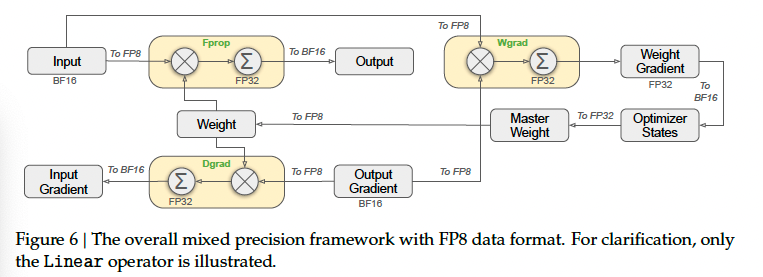 To FP8
Fprop
Wgrad
Input
To FP8
Σ
To BF16
Output
Σ
Weight
Gradient
BF16
FP32
FP32
FP32
To
BF16
Weight
To FP8
Master
Weight
To FP32
Optimizer
States
Dgrad
Input
Gradient
To BF16
Σ
To FP8
Output
Gradient
To FP8
FP32
BF16
Figure 6 | The overall mixed precision framework with FP8 data format. For clarification, only
the Linear operator is illustrated.